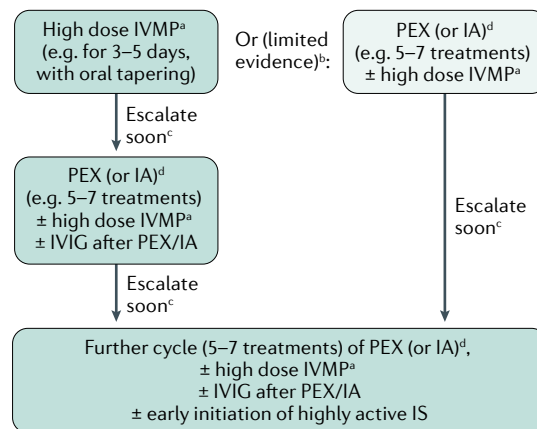 High dose IVMPᵃ
(e.g. for 3–5 days,
with oral tapering)
Or (limited
evidence)ᵇ:
PEX (or IA)ᵈ
(e.g. 5–7 treatments)
± high dose IVMPᵃ
Escalate
soonᶜ
PEX (or IA)ᵈ
(e.g. 5–7 treatments)
± high dose IVMPᵃ
± IVIG after PEX/IA
Escalate
soonᶜ
Escalate
soonᶜ
Further cycle (5–7 treatments) of PEX (or IA)ᵈ,
± high dose IVMPᵃ
± IVIG after PEX/IA
± early initiation of highly active IS